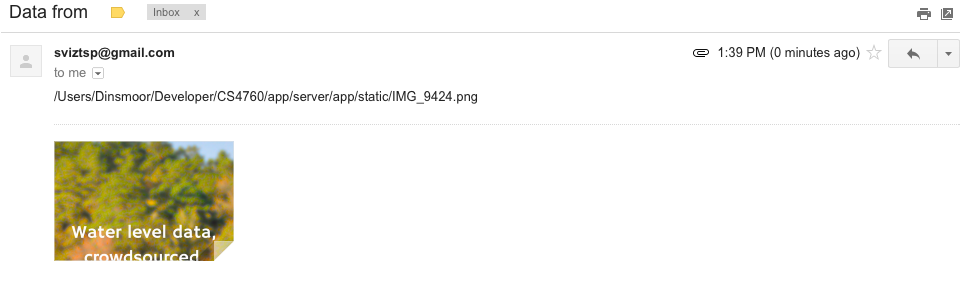 Data from
Inbox x
sviztsp@gmail.com
1:39 PM (0 minutes ago)
to me
/Users/Dinsmoor/Developer/CS4760/app/server/app/static/IMG_9424.png
Water level data,
crowdsourced